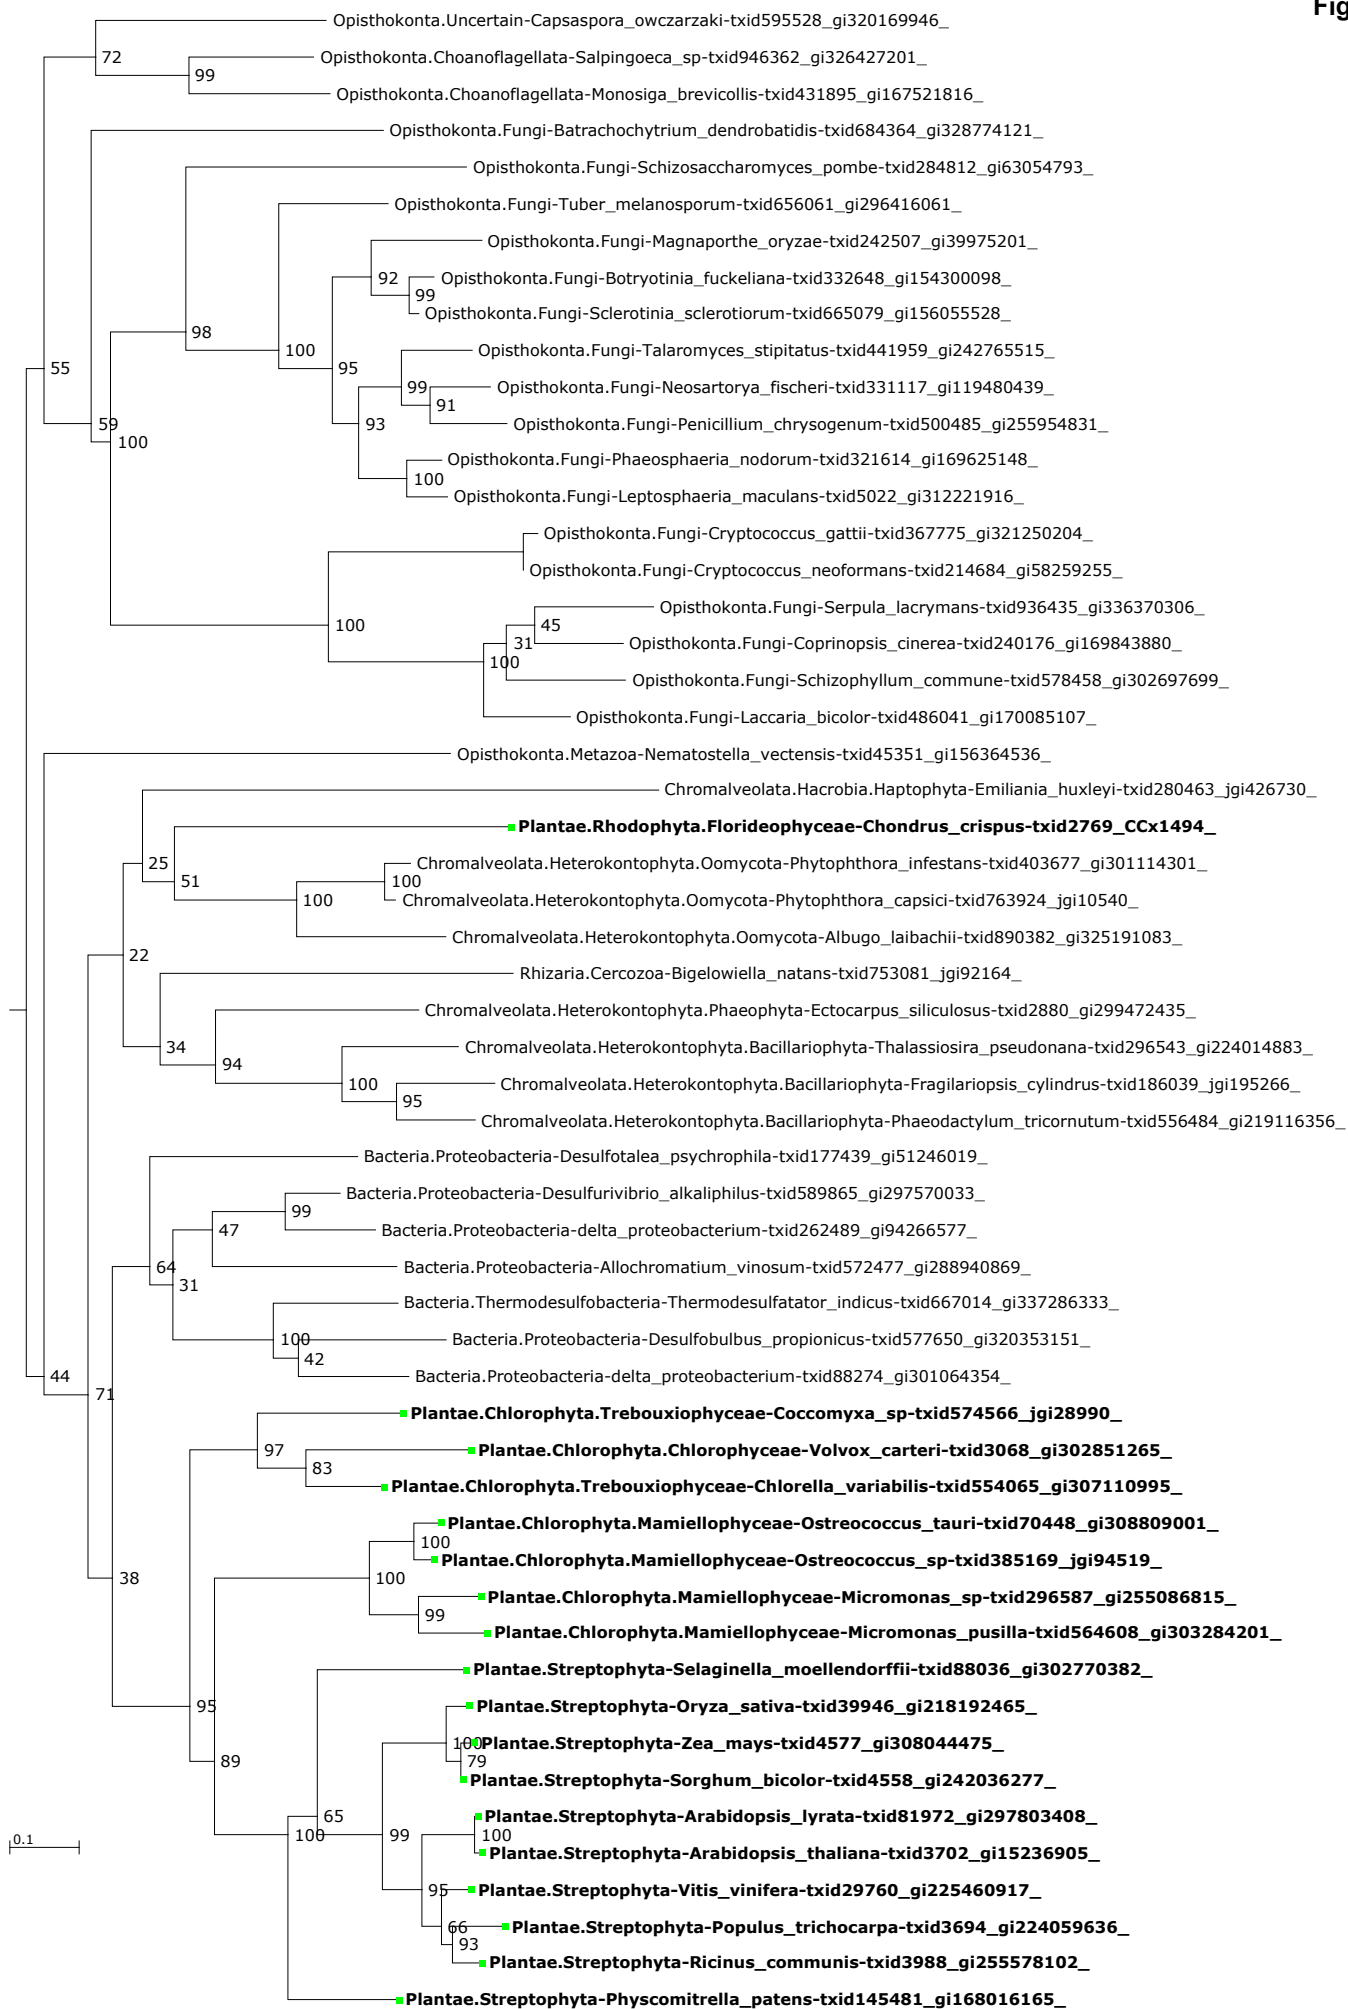 Fig
Opisthokonta.Uncertain-Capsaspora_owczarzaki-txid595528_gi320169946_
72
Opisthokonta.Choanoflagellata-Salpingoeca_sp-txid946362_gi326427201_
99
Opisthokonta.Choanoflagellata-Monosiga_brevicollis-txid431895_gi167521816_
Opisthokonta.Fungi-Batrachochytrium_dendrobatidis-txid684364_gi328774121_
Opisthokonta.Fungi-Schizosaccharomyces_pombe-txid284812_gi63054793_
Opisthokonta.Fungi-Tuber_melanosporum-txid656061_gi296416061_
Opisthokonta.Fungi-Magnaporthe_oryzae-txid242507_gi39975201_
92
Opisthokonta.Fungi-Botryotinia_fuckeliana-txid332648_gi154300098_
99
Opisthokonta.Fungi-Sclerotinia_sclerotiorum-txid665079_gi156055528_
98
100
Opisthokonta.Fungi-Talaromyces_stipitatus-txid441959_gi242765515_
55
95
99
Opisthokonta.Fungi-Neosartorya_fischeri-txid331117_gi119480439_
91
59
93
Opisthokonta.Fungi-Penicillium_chrysogenum-txid500485_gi255954831_
100
Opisthokonta.Fungi-Phaeosphaeria_nodorum-txid321614_gi169625148_
100
Opisthokonta.Fungi-Leptosphaeria_maculans-txid5022_gi312221916_
Opisthokonta.Fungi-Cryptococcus_gattii-txid367775_gi321250204_
Opisthokonta.Fungi-Cryptococcus_neoformans-txid214684_gi58259255_
Opisthokonta.Fungi-Serpula_lacrymans-txid936435_gi336370306_
100
45
31
Opisthokonta.Fungi-Coprinopsis_cinerea-txid240176_gi169843880_
100
Opisthokonta.Fungi-Schizophyllum_commune-txid578458_gi302697699_
Opisthokonta.Fungi-Laccaria_bicolor-txid486041_gi170085107_
Opisthokonta.Metazoa-Nematostella_vectensis-txid45351_gi156364536_
Chromalveolata.Hacrobia.Haptophyta-Emiliania_huxleyi-txid280463_jgi426730_
Plantae.Rhodophyta.Florideophyceae-Chondrus_crispus-txid2769_CCx1494_
25
Chromalveolata.Heterokontophyta.Oomycota-Phytophthora_infestans-txid403677_gi301114301_
51
100
100
Chromalveolata.Heterokontophyta.Oomycota-Phytophthora_capsici-txid763924_jgi10540_
Chromalveolata.Heterokontophyta.Oomycota-Albugo_laibachii-txid890382_gi325191083_
22
Rhizaria.Cercozoa-Bigelowiella_natans-txid753081_jgi92164_
Chromalveolata.Heterokontophyta.Phaeophyta-Ectocarpus_siliculosus-txid2880_gi299472435_
34
Chromalveolata.Heterokontophyta.Bacillariophyta-Thalassiosira_pseudonana-txid296543_gi224014883_
94
100
Chromalveolata.Heterokontophyta.Bacillariophyta-Fragilariopsis_cylindrus-txid186039_jgi195266_
95
Chromalveolata.Heterokontophyta.Bacillariophyta-Phaeodactylum_tricornutum-txid556484_gi219116356_
Bacteria.Proteobacteria-Desulfotalea_psychrophila-txid177439_gi51246019_
Bacteria.Proteobacteria-Desulfurivibrio_alkaliphilus-txid589865_gi297570033_
99
47
Bacteria.Proteobacteria-delta_proteobacterium-txid262489_gi94266577_
64
Bacteria.Proteobacteria-Allochromatium_vinosum-txid572477_gi288940869_
31
Bacteria.Thermodesulfobacteria-Thermodesulfatator_indicus-txid667014_gi337286333_
100
Bacteria.Proteobacteria-Desulfobulbus_propionicus-txid577650_gi320353151_
42
44
Bacteria.Proteobacteria-delta_proteobacterium-txid88274_gi301064354_
71
Plantae.Chlorophyta.Trebouxiophyceae-Coccomyxa_sp-txid574566_jgi28990_
97
Plantae.Chlorophyta.Chlorophyceae-Volvox_carteri-txid3068_gi302851265_
83
Plantae.Chlorophyta.Trebouxiophyceae-Chlorella_variabilis-txid554065_gi307110995_
Plantae.Chlorophyta.Mamiellophyceae-Ostreococcus_tauri-txid70448_gi308809001_
100
Plantae.Chlorophyta.Mamiellophyceae-Ostreococcus_sp-txid385169_jgi94519_
38
100
Plantae.Chlorophyta.Mamiellophyceae-Micromonas_sp-txid296587_gi255086815_
99
Plantae.Chlorophyta.Mamiellophyceae-Micromonas_pusilla-txid564608_gi303284201_
Plantae.Streptophyta-Selaginella_moellendorffii-txid88036_gi302770382_
95
Plantae.Streptophyta-Oryza_sativa-txid39946_gi218192465_
100
Plantae.Streptophyta-Zea_mays-txid4577_gi308044475_
89
79
Plantae.Streptophyta-Sorghum_bicolor-txid4558_gi242036277_
65
Plantae.Streptophyta-Arabidopsis_lyrata-txid81972_gi297803408_
0.1
100
99
100
Plantae.Streptophyta-Arabidopsis_thaliana-txid3702_gi15236905_
95
Plantae.Streptophyta-Vitis_vinifera-txid29760_gi225460917_
66
Plantae.Streptophyta-Populus_trichocarpa-txid3694_gi224059636_
93
Plantae.Streptophyta-Ricinus_communis-txid3988_gi255578102_
Plantae.Streptophyta-Physcomitrella_patens-txid145481_gi168016165_